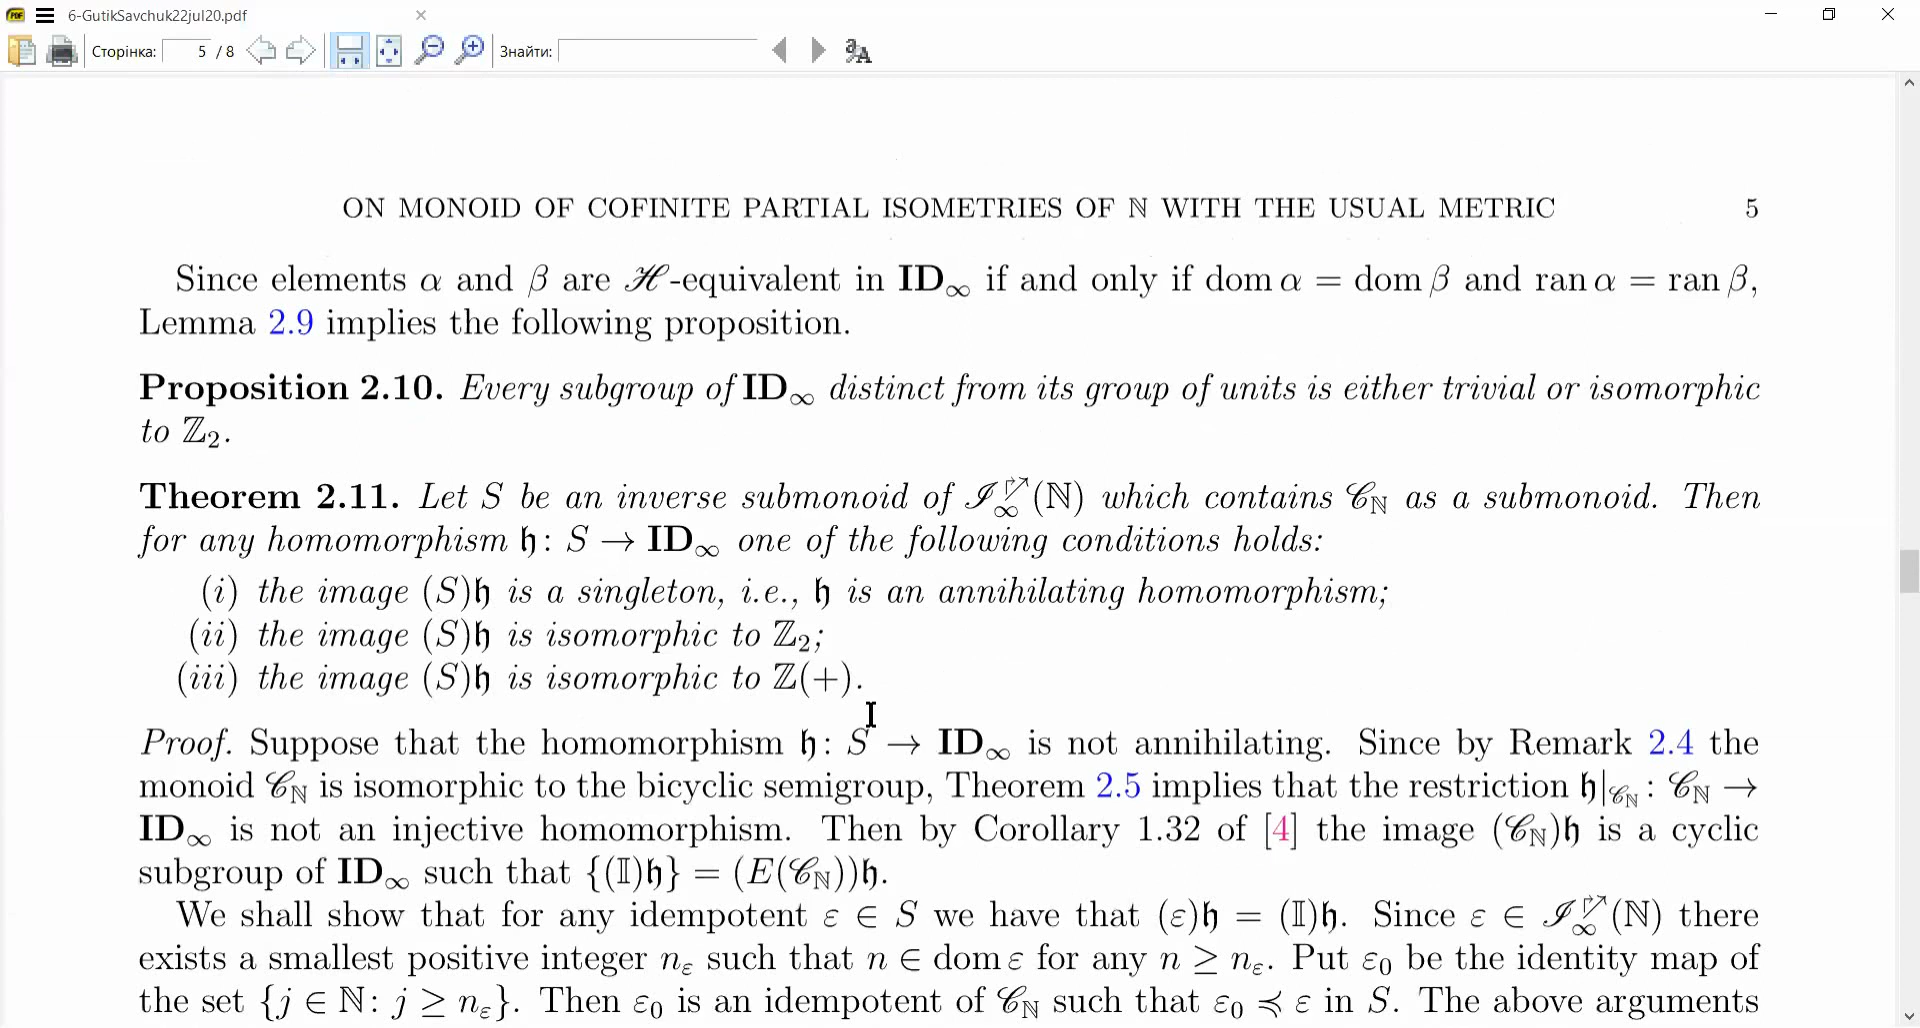 6-GutikSavchuk22jul20.pdf
Сторінка: 5 / 8 Знайти:
ON MONOID OF COFINITE PARTIAL ISOMETRIES OF ℕ WITH THE USUAL METRIC 5
Since elements α and β are ℋ-equivalent in ID∞ if and only if dom α = dom β and ran α = ran β,
Lemma 2.9 implies the following proposition.
Proposition 2.10. Every subgroup of ID∞ distinct from its group of units is either trivial or isomorphic
to ℤ₂.
Theorem 2.11. Let S be an inverse submonoid of ℐ∞^↱↗(ℕ) which contains 𝒞ℕ as a submonoid. Then
for any homomorphism 𝔥: S → ID∞ one of the following conditions holds:
(i) the image (S)𝔥 is a singleton, i.e., 𝔥 is an annihilating homomorphism;
(ii) the image (S)𝔥 is isomorphic to ℤ₂;
(iii) the image (S)𝔥 is isomorphic to ℤ(+).
Proof. Suppose that the homomorphism 𝔥: S → ID∞ is not annihilating. Since by Remark 2.4 the
monoid 𝒞ℕ is isomorphic to the bicyclic semigroup, Theorem 2.5 implies that the restriction 𝔥|𝒞ℕ : 𝒞ℕ →
ID∞ is not an injective homomorphism. Then by Corollary 1.32 of [4] the image (𝒞ℕ)𝔥 is a cyclic
subgroup of ID∞ such that {(𝕀)𝔥} = (E(𝒞ℕ))𝔥.
We shall show that for any idempotent ε ∈ S we have that (ε)𝔥 = (𝕀)𝔥. Since ε ∈ ℐ∞^↱↗(ℕ) there
exists a smallest positive integer nε such that n ∈ dom ε for any n ≥ nε. Put ε₀ be the identity map of
the set {j ∈ ℕ: j ≥ nε}. Then ε₀ is an idempotent of 𝒞ℕ such that ε₀ ≼ ε in S. The above arguments